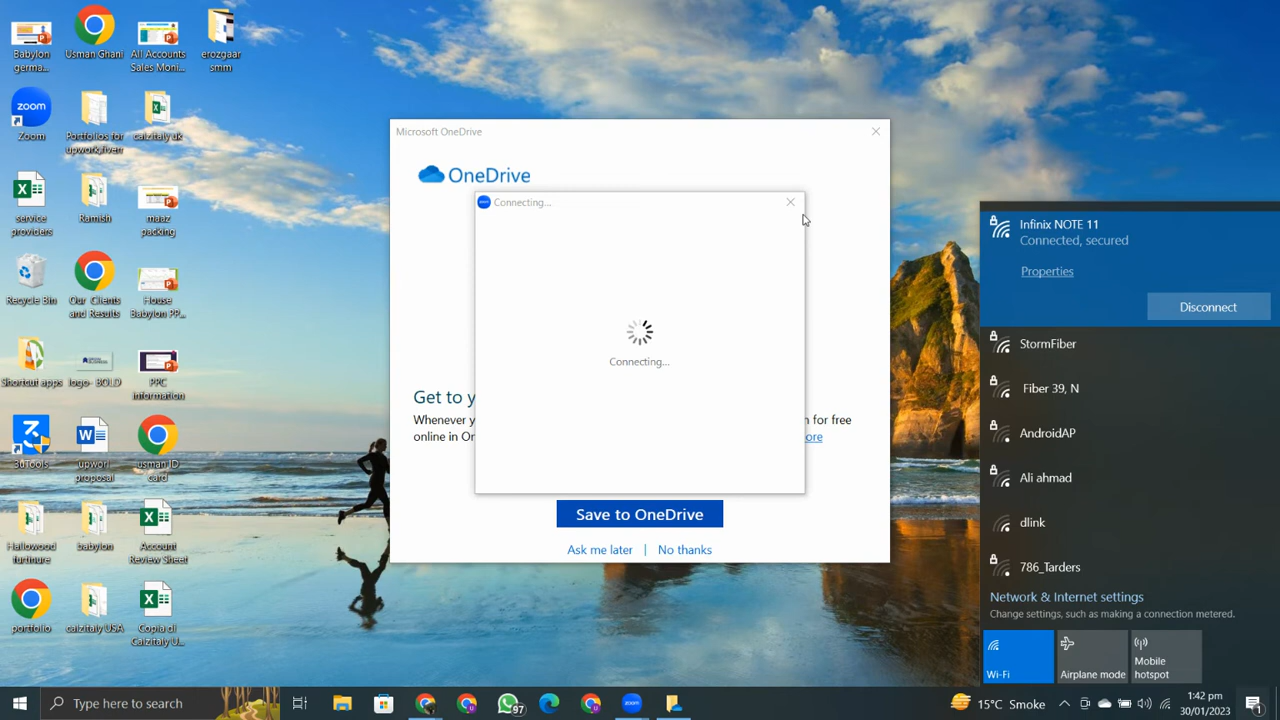 Babylon
germa...
Usman Ghani
All Accounts
Sales Moni...
erozgaar
smm
zoom
Zoom
Portfolios for
upwork,fiverr
calzitaly uk
service
providers
Ramish
maaz
packing
Recycle Bin
Our Clients
and Results
House
Babylon PP...
Shortcut apps
logo- BOLD
PPC
information
3uTools
upworl
proposal
usman ID
card
Hallowood
furtinure
babylon
Account
Review Sheet
portfolio
calzitaly USA
Copia di
Calzitaly U...
Microsoft OneDrive
OneDrive
Connecting...
Connecting...
Get to y
Whenever y
n for free
online in On
ore
Save to OneDrive
Ask me later | No thanks
Infinix NOTE 11
Connected, secured
Properties
Disconnect
StormFiber
Fiber 39, N
AndroidAP
Ali ahmad
dlink
786_Tarders
Network & Internet settings
Change settings, such as making a connection metered.
Wi-Fi
Airplane mode
Mobile
hotspot
Type here to search
97
15°C Smoke
1:42 pm
30/01/2023
1